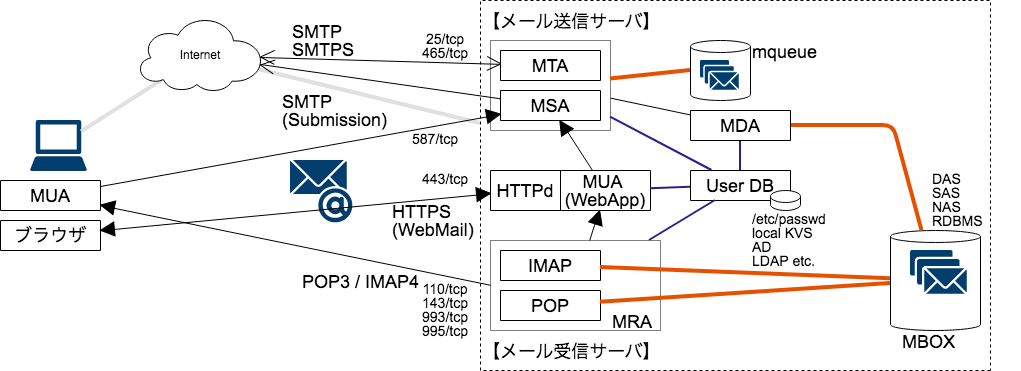 【メール送信サーバ】
Internet
SMTP
SMTPS
25/tcp
465/tcp
MTA
mqueue
MSA
SMTP
(Submission)
587/tcp
MDA
MUA
ブラウザ
443/tcp
HTTPS
(WebMail)
HTTPd
MUA
(WebApp)
User DB
/etc/passwd
local KVS
AD
LDAP etc.
DAS
SAS
NAS
RDBMS
POP3 / IMAP4
110/tcp
143/tcp
993/tcp
995/tcp
IMAP
POP
MRA
MBOX
【メール受信サーバ】